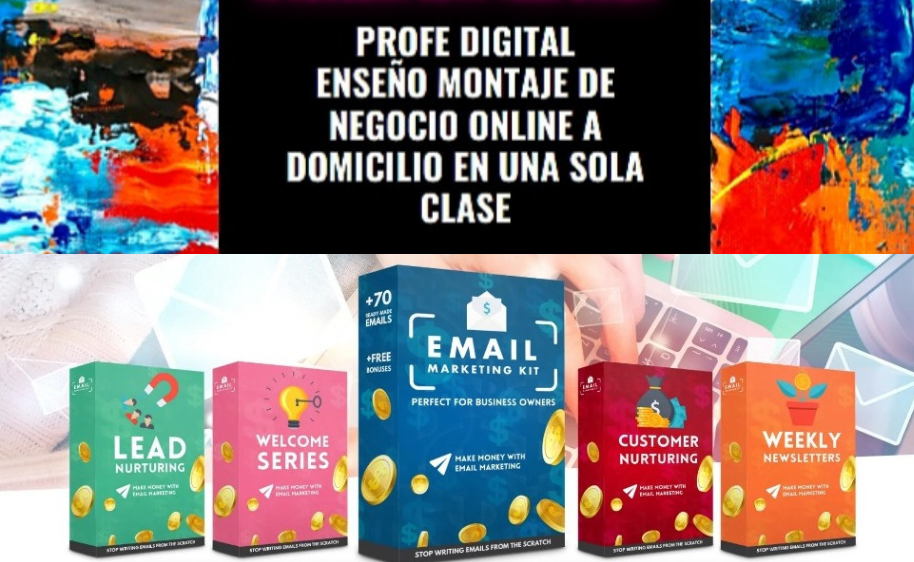 PROFE DIGITAL
ENSEÑO MONTAJE DE
NEGOCIO ONLINE A
DOMICILIO EN UNA SOLA
CLASE
+70
READY MADE
EMAILS
+FREE
BONUSES
EMAIL
MARKETING KIT
PERFECT FOR BUSINESS OWNERS
MAKE MONEY WITH
EMAIL MARKETING
STOP WRITING EMAILS FROM THE SCRATCH
EMAIL
LEAD
NURTURING
MAKE MONEY WITH
EMAIL MARKETING
STOP WRITING EMAILS FROM THE SCRATCH
EMAIL
WELCOME
SERIES
MAKE MONEY WITH
EMAIL MARKETING
STOP WRITING EMAILS FROM THE SCRATCH
EMAIL
CUSTOMER
NURTURING
MAKE MONEY WITH
EMAIL MARKETING
STOP WRITING EMAILS FROM THE SCRATCH
EMAIL
WEEKLY
NEWSLETTERS
MAKE MONEY WITH
EMAIL MARKETING
STOP WRITING EMAILS FROM THE SCRATCH